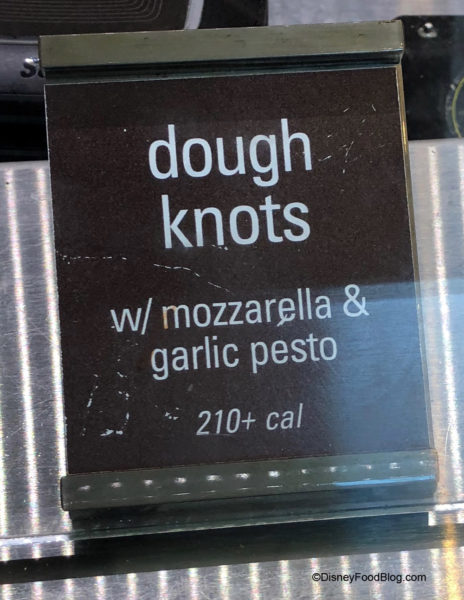 dough
knots
w/ mozzarella &
garlic pesto
210+ cal
©DisneyFoodBlog.com